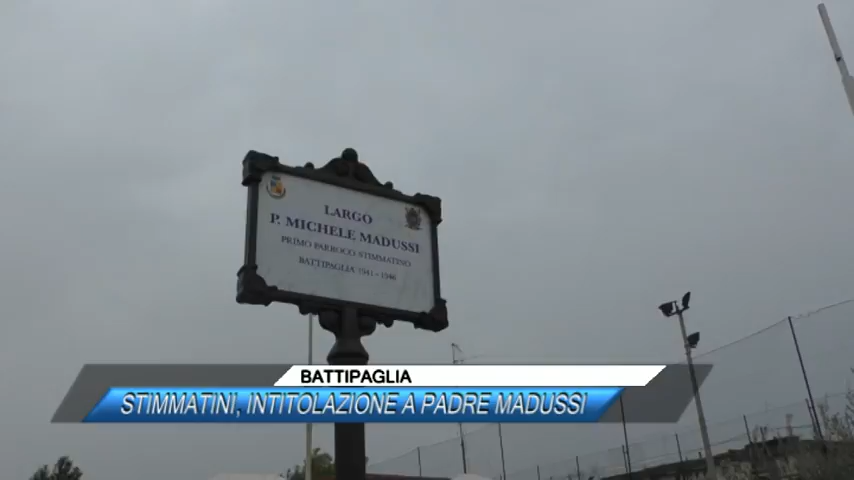 LARGO
P. MICHELE MADUSSI
PRIMO PARROCO STIMMATINO
BATTIPAGLIA 1941 - 1946
BATTIPAGLIA
STIMMATINI, INTITOLAZIONE A PADRE MADUSSI